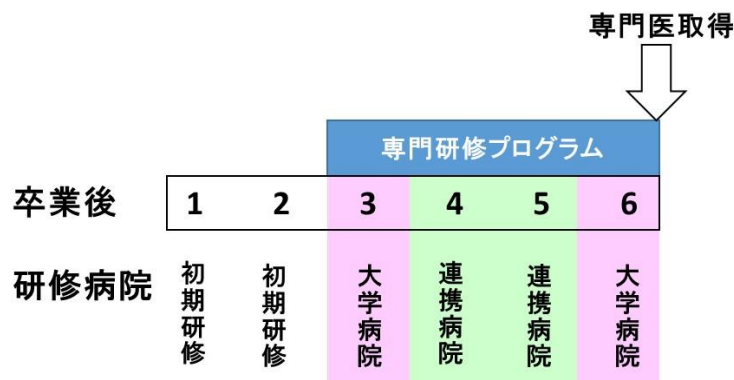 専門医取得
専門研修プログラム
卒業後 1 2 3 4 5 6
研修病院 初期研修 初期研修 大学病院 連携病院 連携病院 大学病院